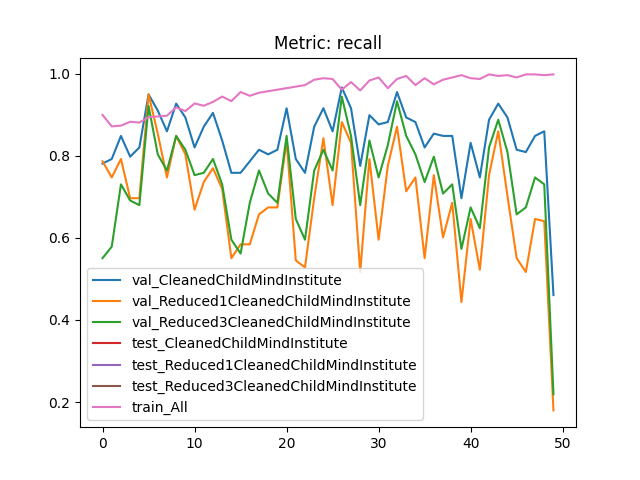 Metric: recall
1.0
0.8
0.6
0.4
0.2
val_CleanedChildMindInstitute
val_Reduced1CleanedChildMindInstitute
val_Reduced3CleanedChildMindInstitute
test_CleanedChildMindInstitute
test_Reduced1CleanedChildMindInstitute
test_Reduced3CleanedChildMindInstitute
train_All
0 10 20 30 40 50